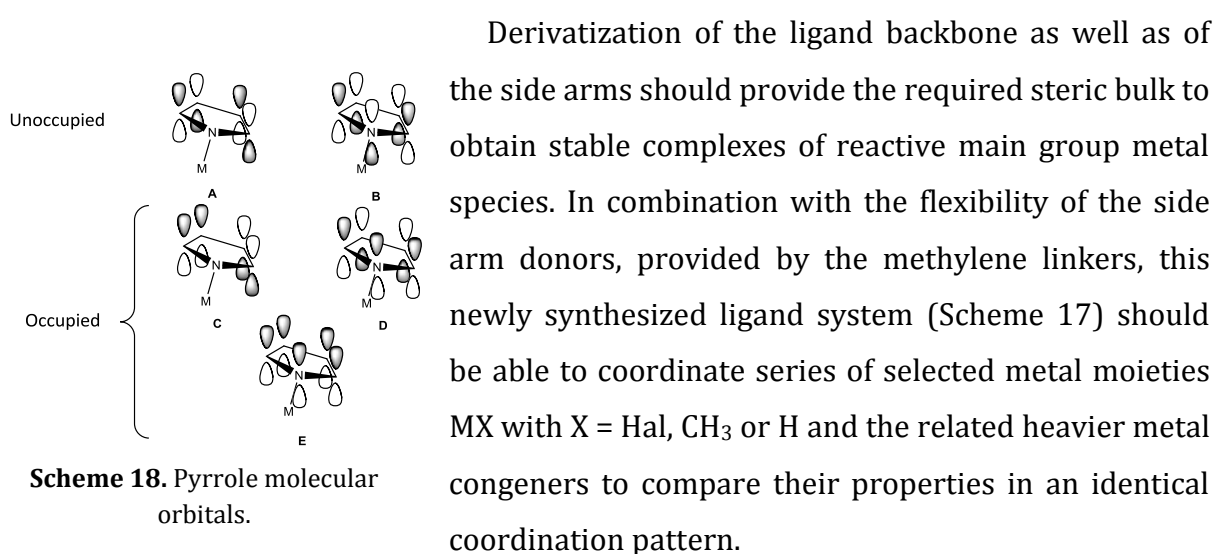 Derivatization of the ligand backbone as well as of
the side arms should provide the required steric bulk to
obtain stable complexes of reactive main group metal
species. In combination with the flexibility of the side
arm donors, provided by the methylene linkers, this
newly synthesized ligand system (Scheme 17) should
be able to coordinate series of selected metal moieties
MX with X = Hal, CH₃ or H and the related heavier metal
congeners to compare their properties in an identical
coordination pattern.
Unoccupied
N
M
A
N
M
B
Occupied
N
M
C
N
M
D
N
M
E
Scheme 18. Pyrrole molecular
orbitals.